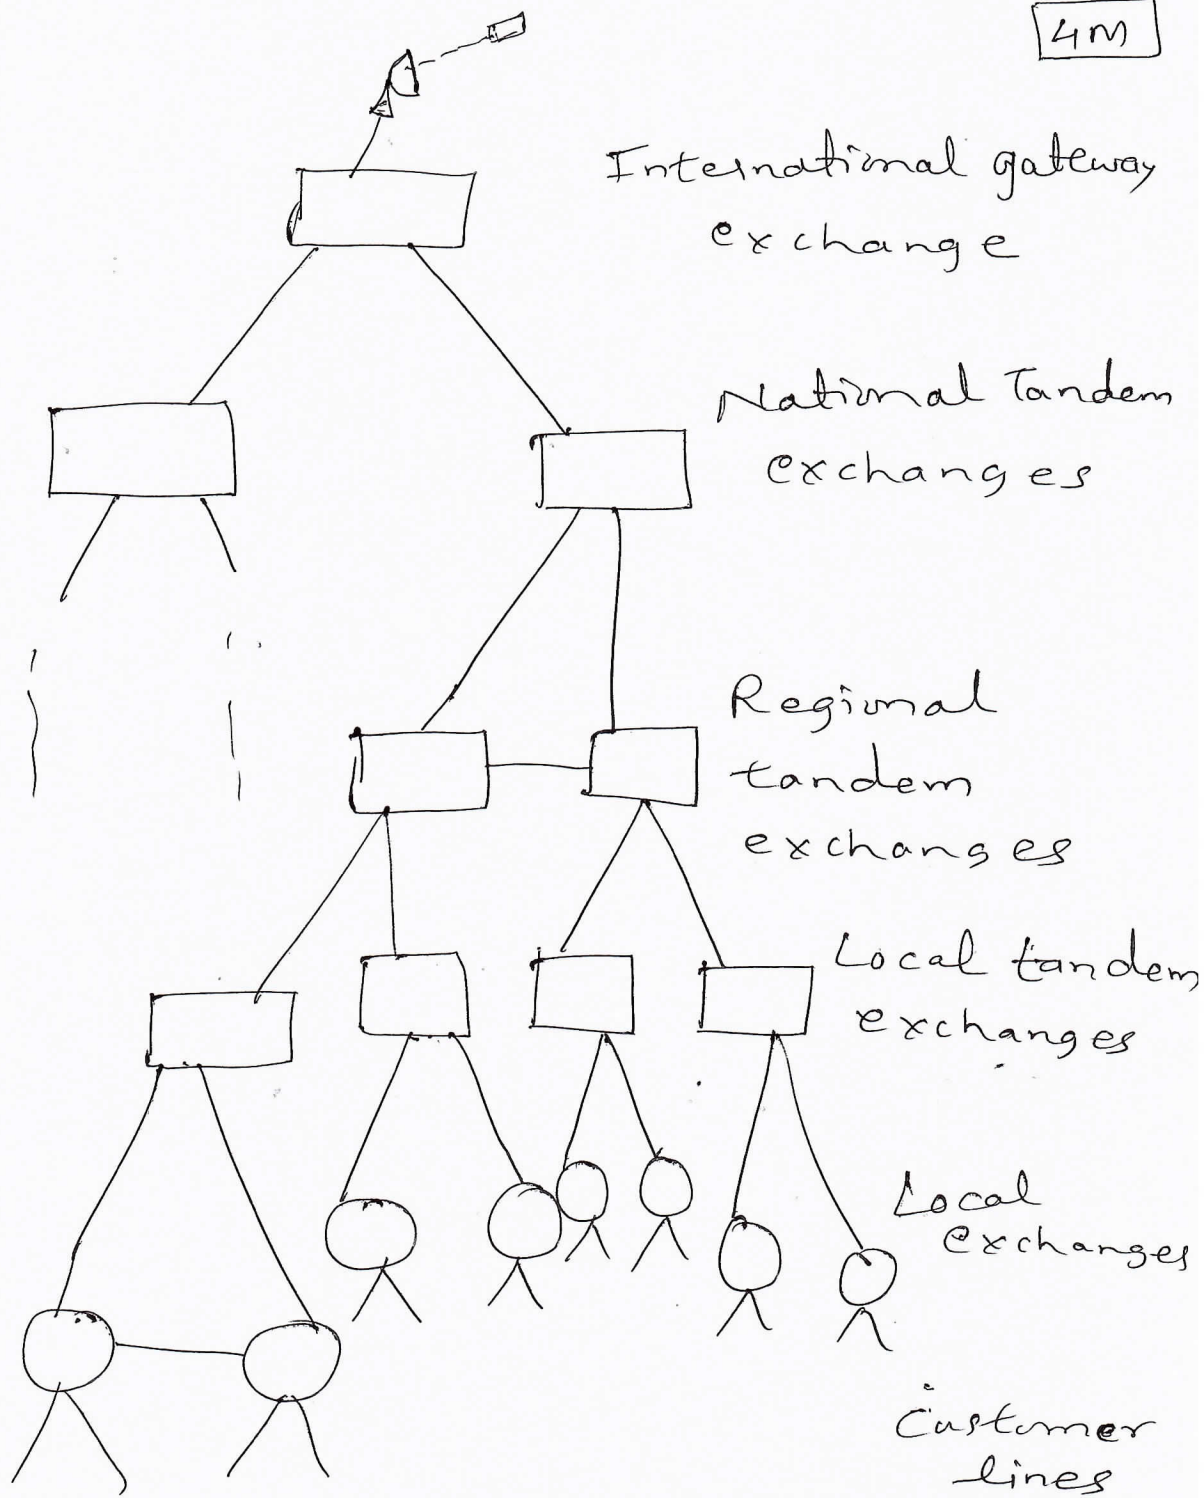 4M
International gateway
exchange
National Tandem
exchanges
Regional
tandem
exchanges
Local tandem
exchanges
Local
exchanges
Customer
lines